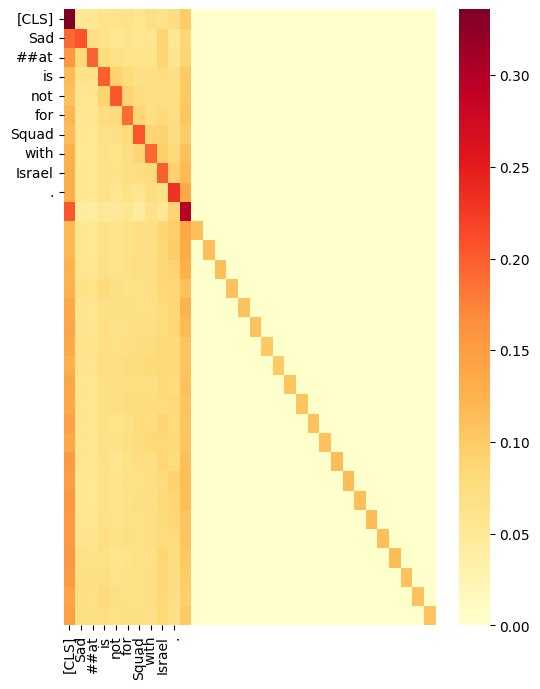 [CLS]
Sad
##at
is
not
for
Squad
with
Israel
.
0.30
0.25
0.20
0.15
0.10
0.05
0.00
[CLS]
Sad
##at
is
not
for
Squad
with
Israel
.